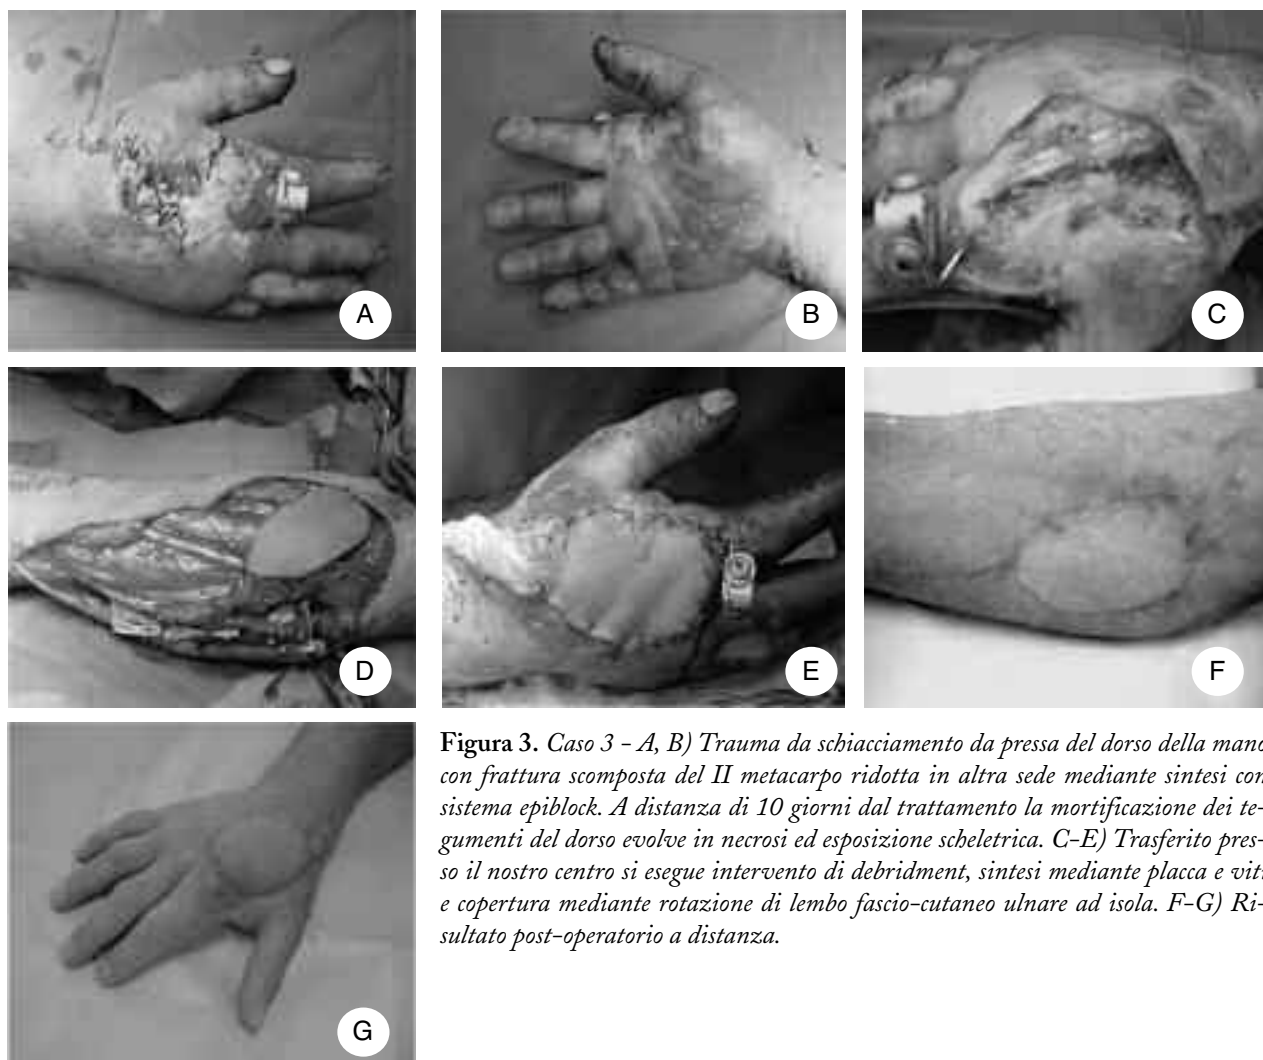 A
B
C
D
E
F
G
Figura 3. Caso 3 - A, B) Trauma da schiacciamento da pressa del dorso della mano
con frattura scomposta del II metacarpo ridotta in altra sede mediante sintesi con
sistema epiblock. A distanza di 10 giorni dal trattamento la mortificazione dei te-
gumenti del dorso evolve in necrosi ed esposizione scheletrica. C-E) Trasferito pres-
so il nostro centro si esegue intervento di debridment, sintesi mediante placca e viti
e copertura mediante rotazione di lembo fascio-cutaneo ulnare ad isola. F-G) Ri-
sultato post-operatorio a distanza.